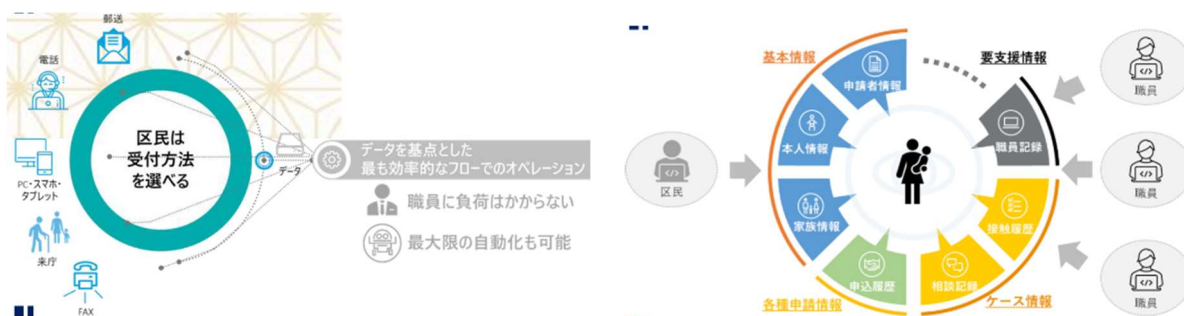 郵送
電話
区民は
受付方法
を選べる
データ
PC・スマホ・
タブレット
来庁
FAX
データを基点とした
最も効率的なフローでのオペレーション
職員に負荷はかからない
最大限の自動化も可能
基本情報
要支援情報
申請者情報
本人情報
家族情報
申込履歴
相談記録
接触履歴
職員記録
各種申請情報
ケース情報
区民
職員
職員
職員